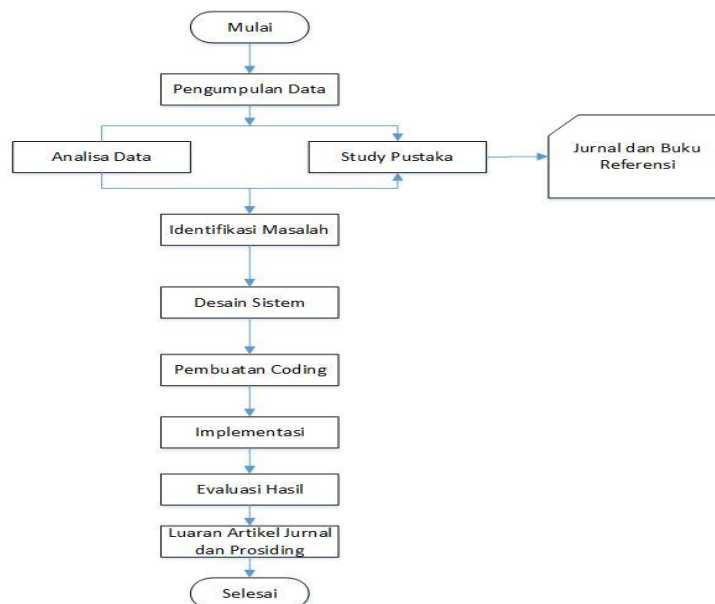 Mulai
Pengumpulan Data
Analisa Data
Study Pustaka
Jurnal dan Buku
Referensi
Identifikasi Masalah
Desain Sistem
Pembuatan Coding
Implementasi
Evaluasi Hasil
Luaran Artikel Jurnal
dan Prosiding
Selesai